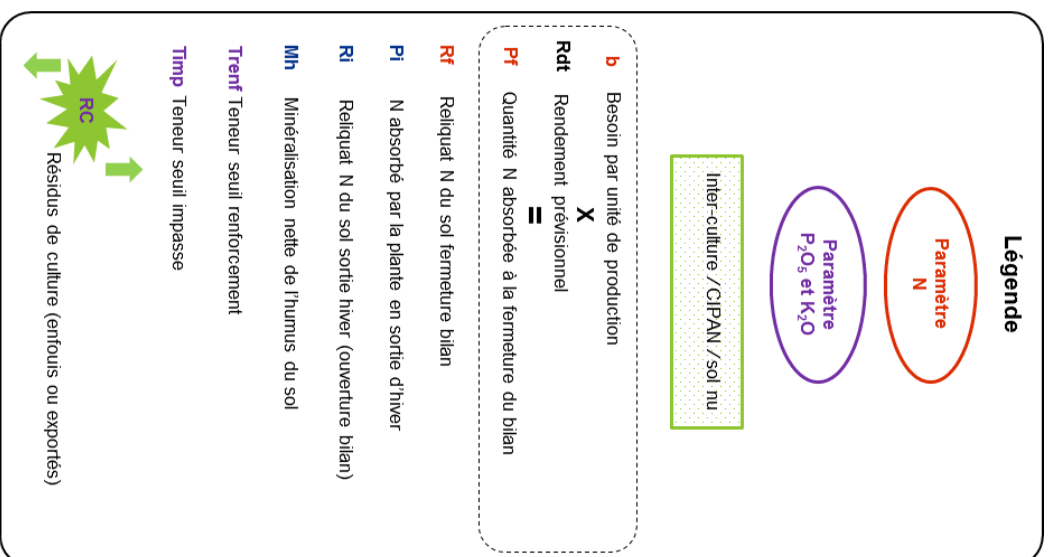 Légende
Paramètre
N
Paramètre
P₂O₅ et K₂O
Inter-culture / CIPAN / sol nu
b Besoin par unité de production
X
Rdt Rendement prévisionnel
=
Pf Quantité N absorbée à la fermeture du bilan
Rf Reliquat N du sol fermeture bilan
Pi N absorbé par la plante en sortie d'hiver
Ri Reliquat N du sol sortie hiver (ouverture bilan)
Mh Minéralisation nette de l'humus du sol
Trenf Teneur seuil renforcement
Timp Teneur seuil impasse
RC Résidus de culture (enfouis ou exportés)